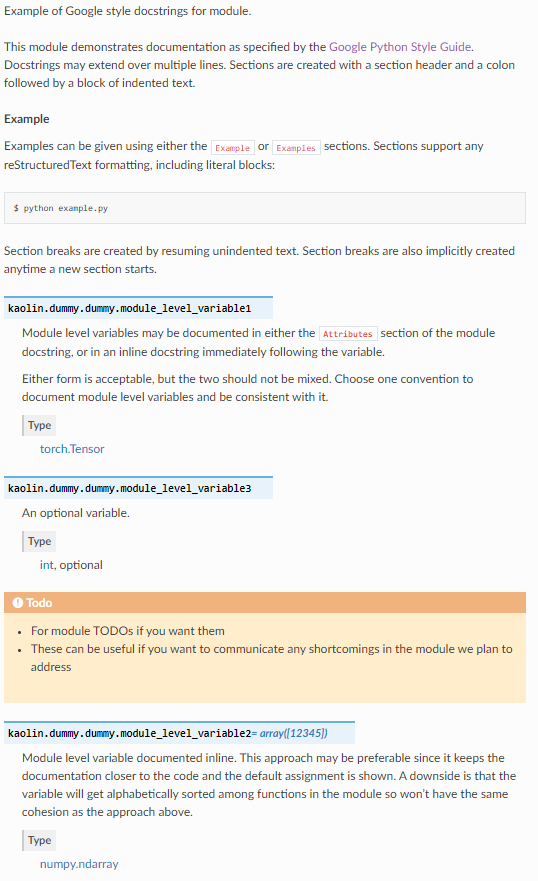 Example of Google style docstrings for module.
This module demonstrates documentation as specified by the Google Python Style Guide.
Docstrings may extend over multiple lines. Sections are created with a section header and a colon
followed by a block of indented text.
Example
Examples can be given using either the Example or Examples sections. Sections support any
reStructuredText formatting, including literal blocks:
$ python example.py
Section breaks are created by resuming unindented text. Section breaks are also implicitly created
anytime a new section starts.
kaolin.dummy.dummy.module_level_variable1
Module level variables may be documented in either the Attributes section of the module
docstring, or in an inline docstring immediately following the variable.
Either form is acceptable, but the two should not be mixed. Choose one convention to
document module level variables and be consistent with it.
Type
torch.Tensor
kaolin.dummy.dummy.module_level_variable3
An optional variable.
Type
int, optional
Todo
• For module TODOs if you want them
• These can be useful if you want to communicate any shortcomings in the module we plan to
address
kaolin.dummy.dummy.module_level_variable2= array([12345])
Module level variable documented inline. This approach may be preferable since it keeps the
documentation closer to the code and the default assignment is shown. A downside is that the
variable will get alphabetically sorted among functions in the module so won't have the same
cohesion as the approach above.
Type
numpy.ndarray